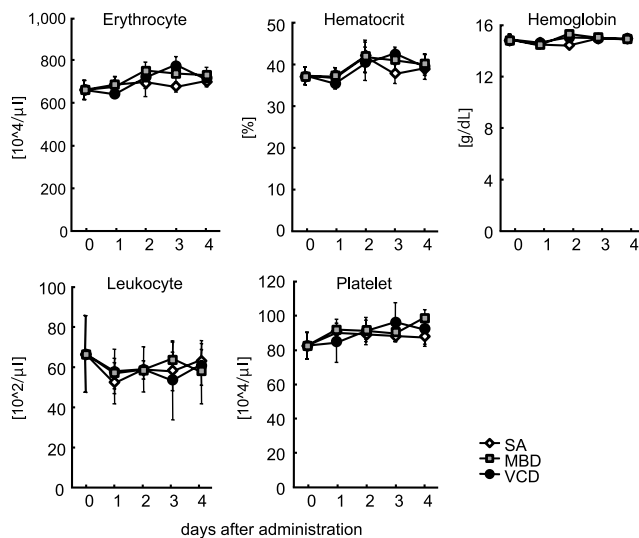 Erythrocyte
1,000
800
600
400
200
0
[10^4/μl]
0 1 2 3 4
Hematocrit
50
40
30
20
10
0
[%]
0 1 2 3 4
Hemoglobin
16
12
8
4
0
[g/dL]
0 1 2 3 4
Leukocyte
100
80
60
40
20
0
[10^2/μl]
0 1 2 3 4
Platelet
120
100
80
60
40
20
0
[10^4/μl]
0 1 2 3 4
SA
MBD
VCD
days after administration